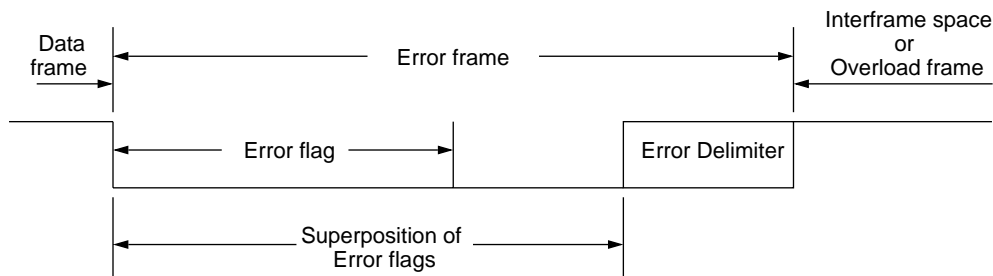 Data
frame
Error frame
Interframe space
or
Overload frame
Error flag
Error Delimiter
Superposition of
Error flags